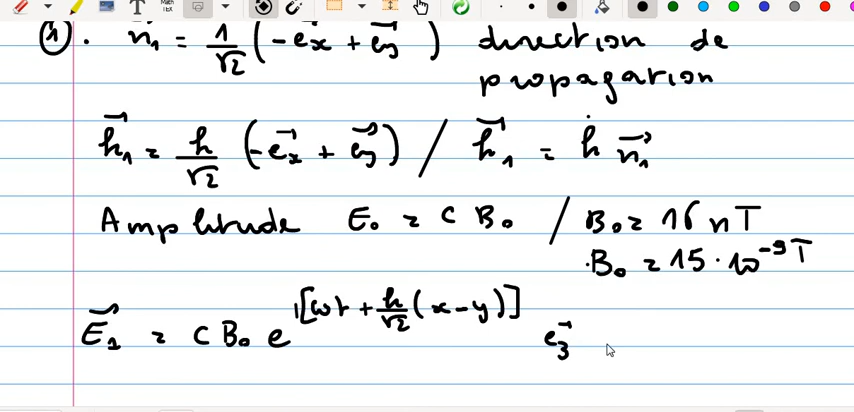 (1) . n₁ = 1/√2 (-eₓ + e_y) direction de
propagation
k₁ = k/√2 (-eₓ + e_y) / k₁ = k n₁
Amplitude E₀ = C B₀ / B₀ = 15 nT
. B₀ = 15 . 10⁻⁹ T
E₁ = C B₀ e^i[ωt + k/√2 (x-y)] e₃